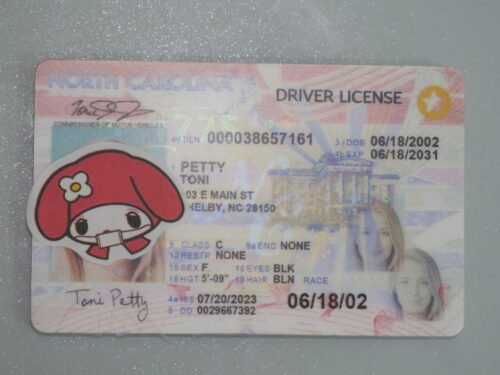 NORTH CAROLINA
DRIVER LICENSE
COMMISSIONER OF MOTOR VEHICLES
4d DLN 000038657161
3 DOB 06/18/2002
EXP 06/18/2031
PETTY
TONI
03 E MAIN ST
HELBY, NC 28150
9 CLASS C 9a END NONE
12 RESTR NONE
15 SEX F 18 EYES BLK
16 HGT 5'-09" 19 HAIR BLN RACE
4a ISS 07/20/2023
06/18/02
5 DD 0029667392
Toni Petty